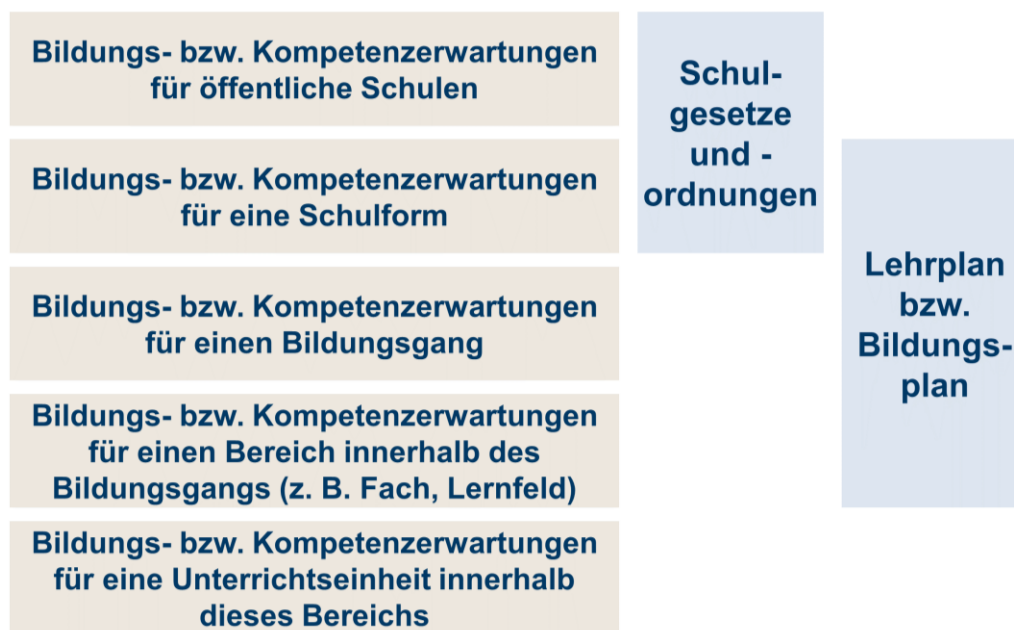 Bildungs- bzw. Kompetenzerwartungen
für öffentliche Schulen
Bildungs- bzw. Kompetenzerwartungen
für eine Schulform
Bildungs- bzw. Kompetenzerwartungen
für einen Bildungsgang
Bildungs- bzw. Kompetenzerwartungen
für einen Bereich innerhalb des
Bildungsgangs (z. B. Fach, Lernfeld)
Bildungs- bzw. Kompetenzerwartungen
für eine Unterrichtseinheit innerhalb
dieses Bereichs
Schul-
gesetze
und -
ordnungen
Lehrplan
bzw.
Bildungs-
plan